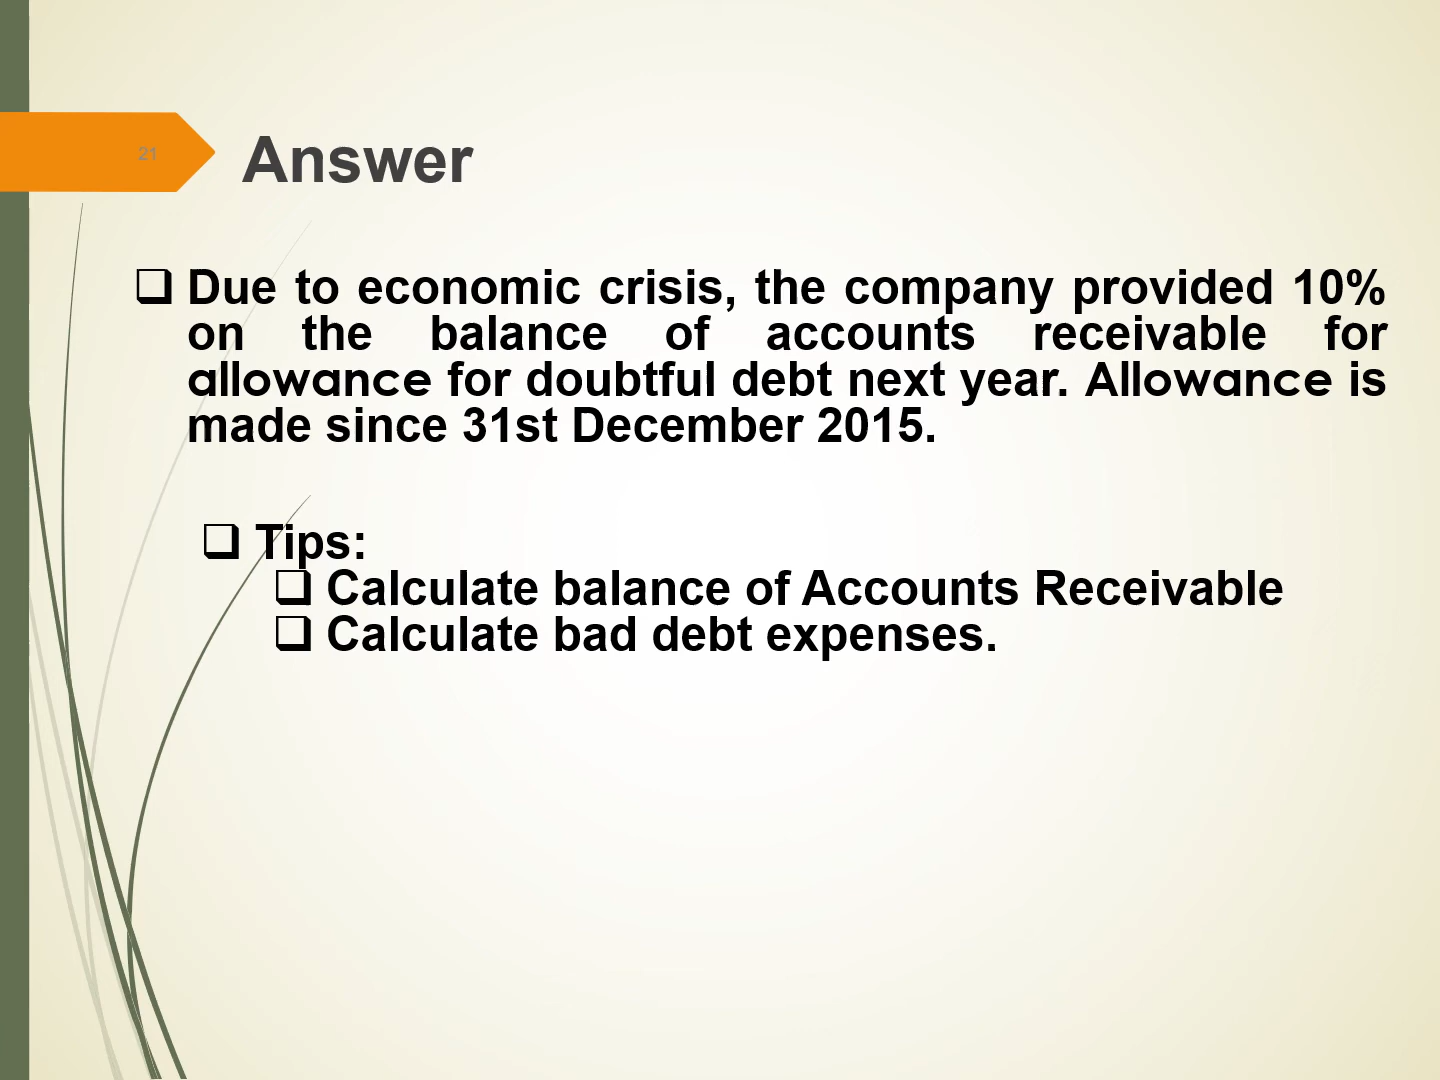 21
Answer
❑ Due to economic crisis, the company provided 10%
on the balance of accounts receivable for
allowance for doubtful debt next year. Allowance is
made since 31st December 2015.
❑ Tips:
❑ Calculate balance of Accounts Receivable
❑ Calculate bad debt expenses.